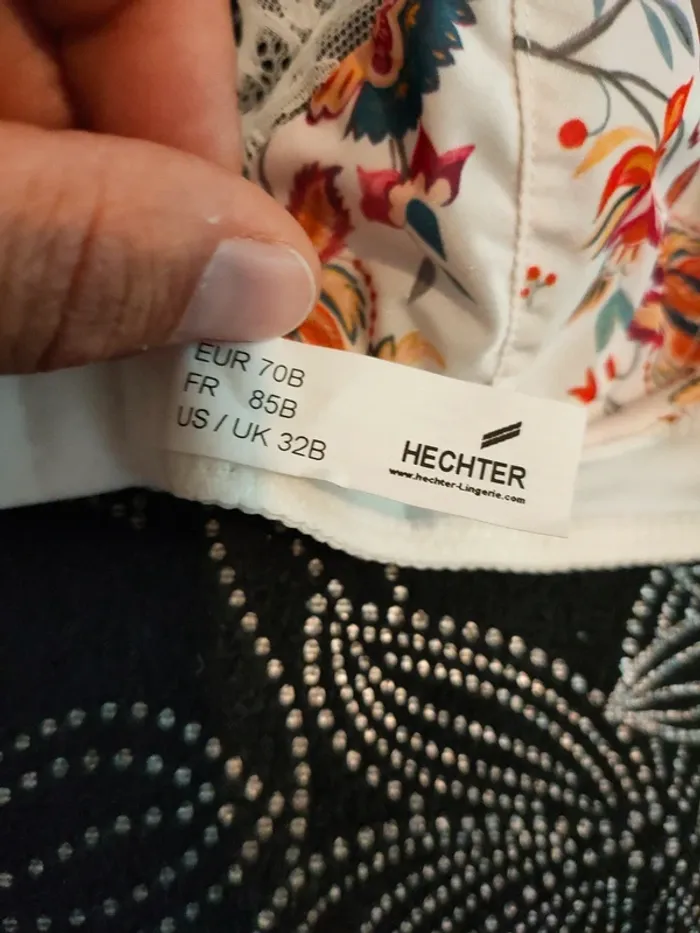 EUR 70B
FR 85B
US / UK 32B
HECHTER
www.hechter-Lingerie.com